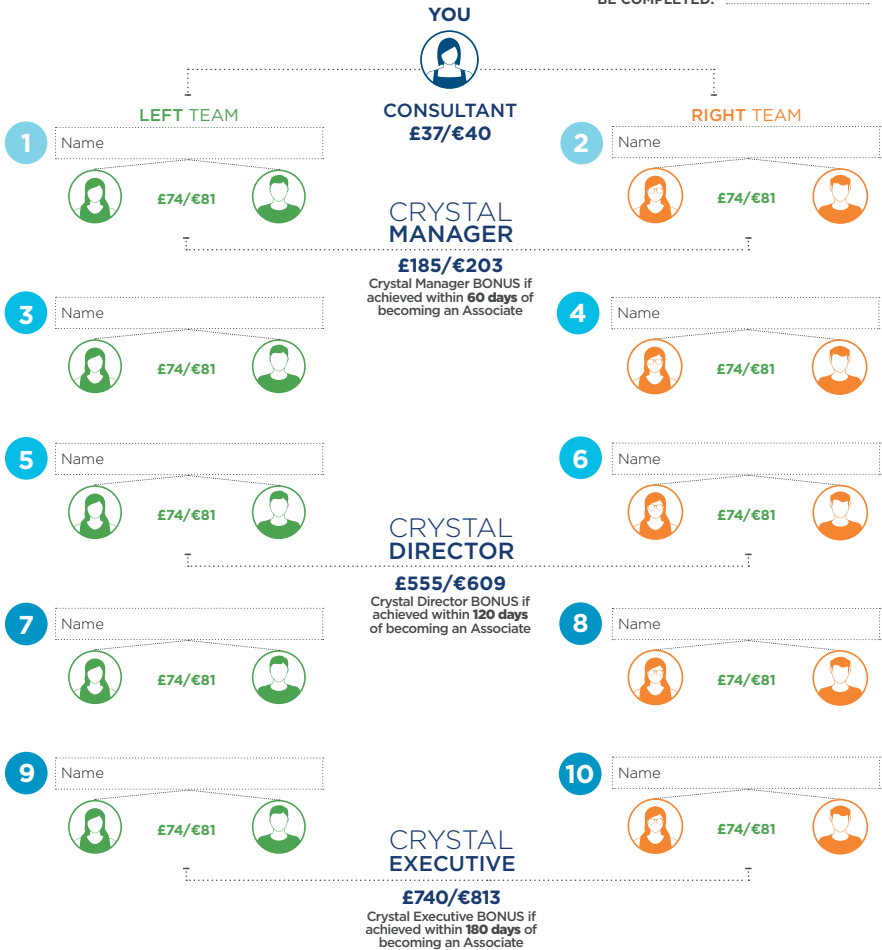 BE COMPLETED:
YOU
CONSULTANT
£37/€40
LEFT TEAM
RIGHT TEAM
1
Name
£74/€81
2
Name
£74/€81
CRYSTAL
MANAGER
£185/€203
Crystal Manager BONUS if
achieved within 60 days of
becoming an Associate
3
Name
£74/€81
4
Name
£74/€81
5
Name
£74/€81
6
Name
£74/€81
CRYSTAL
DIRECTOR
£555/€609
Crystal Director BONUS if
achieved within 120 days
of becoming an Associate
7
Name
£74/€81
8
Name
£74/€81
9
Name
£74/€81
10
Name
£74/€81
CRYSTAL
EXECUTIVE
£740/€813
Crystal Executive BONUS if
achieved within 180 days of
becoming an Associate